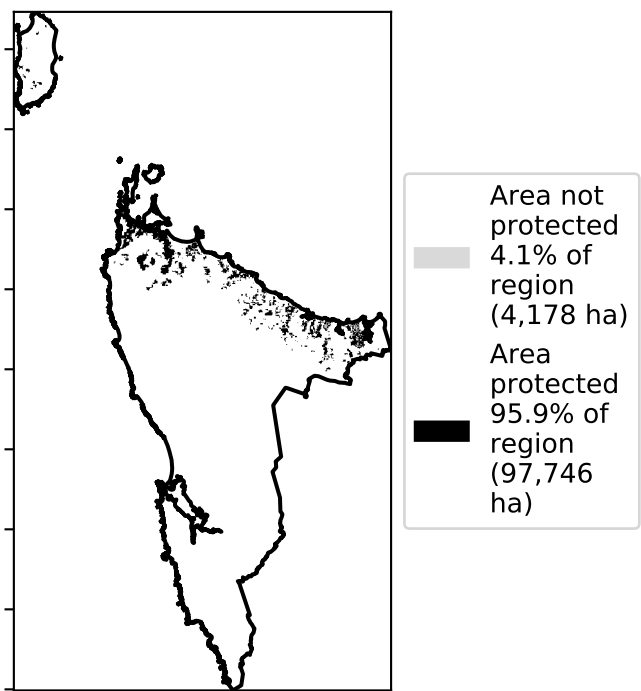 Area not
protected
4.1% of
region
(4,178 ha)
Area
protected
95.9% of
region
(97,746
ha)